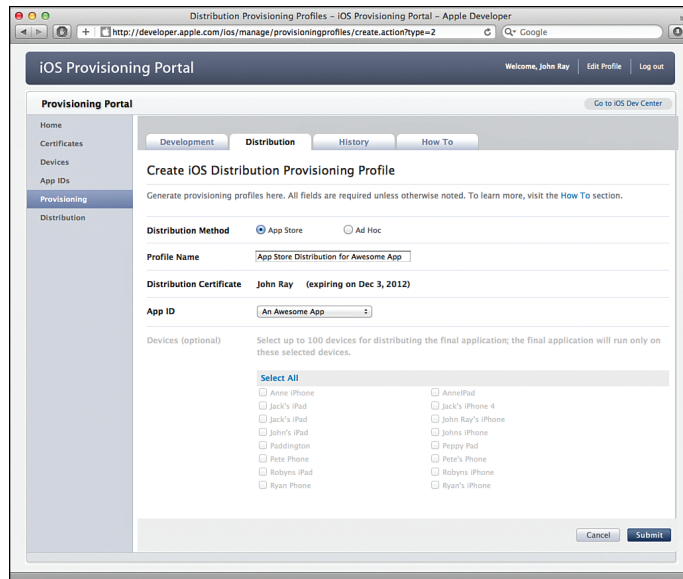 Distribution Provisioning Profiles – iOS Provisioning Portal – Apple Developer
http://developer.apple.com/ios/manage/provisioningprofiles/create.action?type=2
Google
iOS Provisioning Portal
Welcome, John Ray
Edit Profile
Log out
Provisioning Portal
Go to iOS Dev Center
Home
Certificates
Devices
App IDs
Provisioning
Distribution
Development
Distribution
History
How To
Create iOS Distribution Provisioning Profile
Generate provisioning profiles here. All fields are required unless otherwise noted. To learn more, visit the How To section.
Distribution Method
App Store
Ad Hoc
Profile Name
App Store Distribution for Awesome App
Distribution Certificate
John Ray (expiring on Dec 3, 2012)
App ID
An Awesome App
Devices (optional)
Select up to 100 devices for distributing the final application; the final application will run only on
these selected devices.
Select All
Anne iPhone
AnneIPad
Jack's iPad
Jack's iPhone 4
Jack's iPad
John Ray's iPhone
John's iPad
Johns iPhone
Paddington
Peppy Pad
Pete Phone
Pete's Phone
Robyns iPad
Robyns iPhone
Ryan Phone
Ryan's iPhone
Cancel
Submit